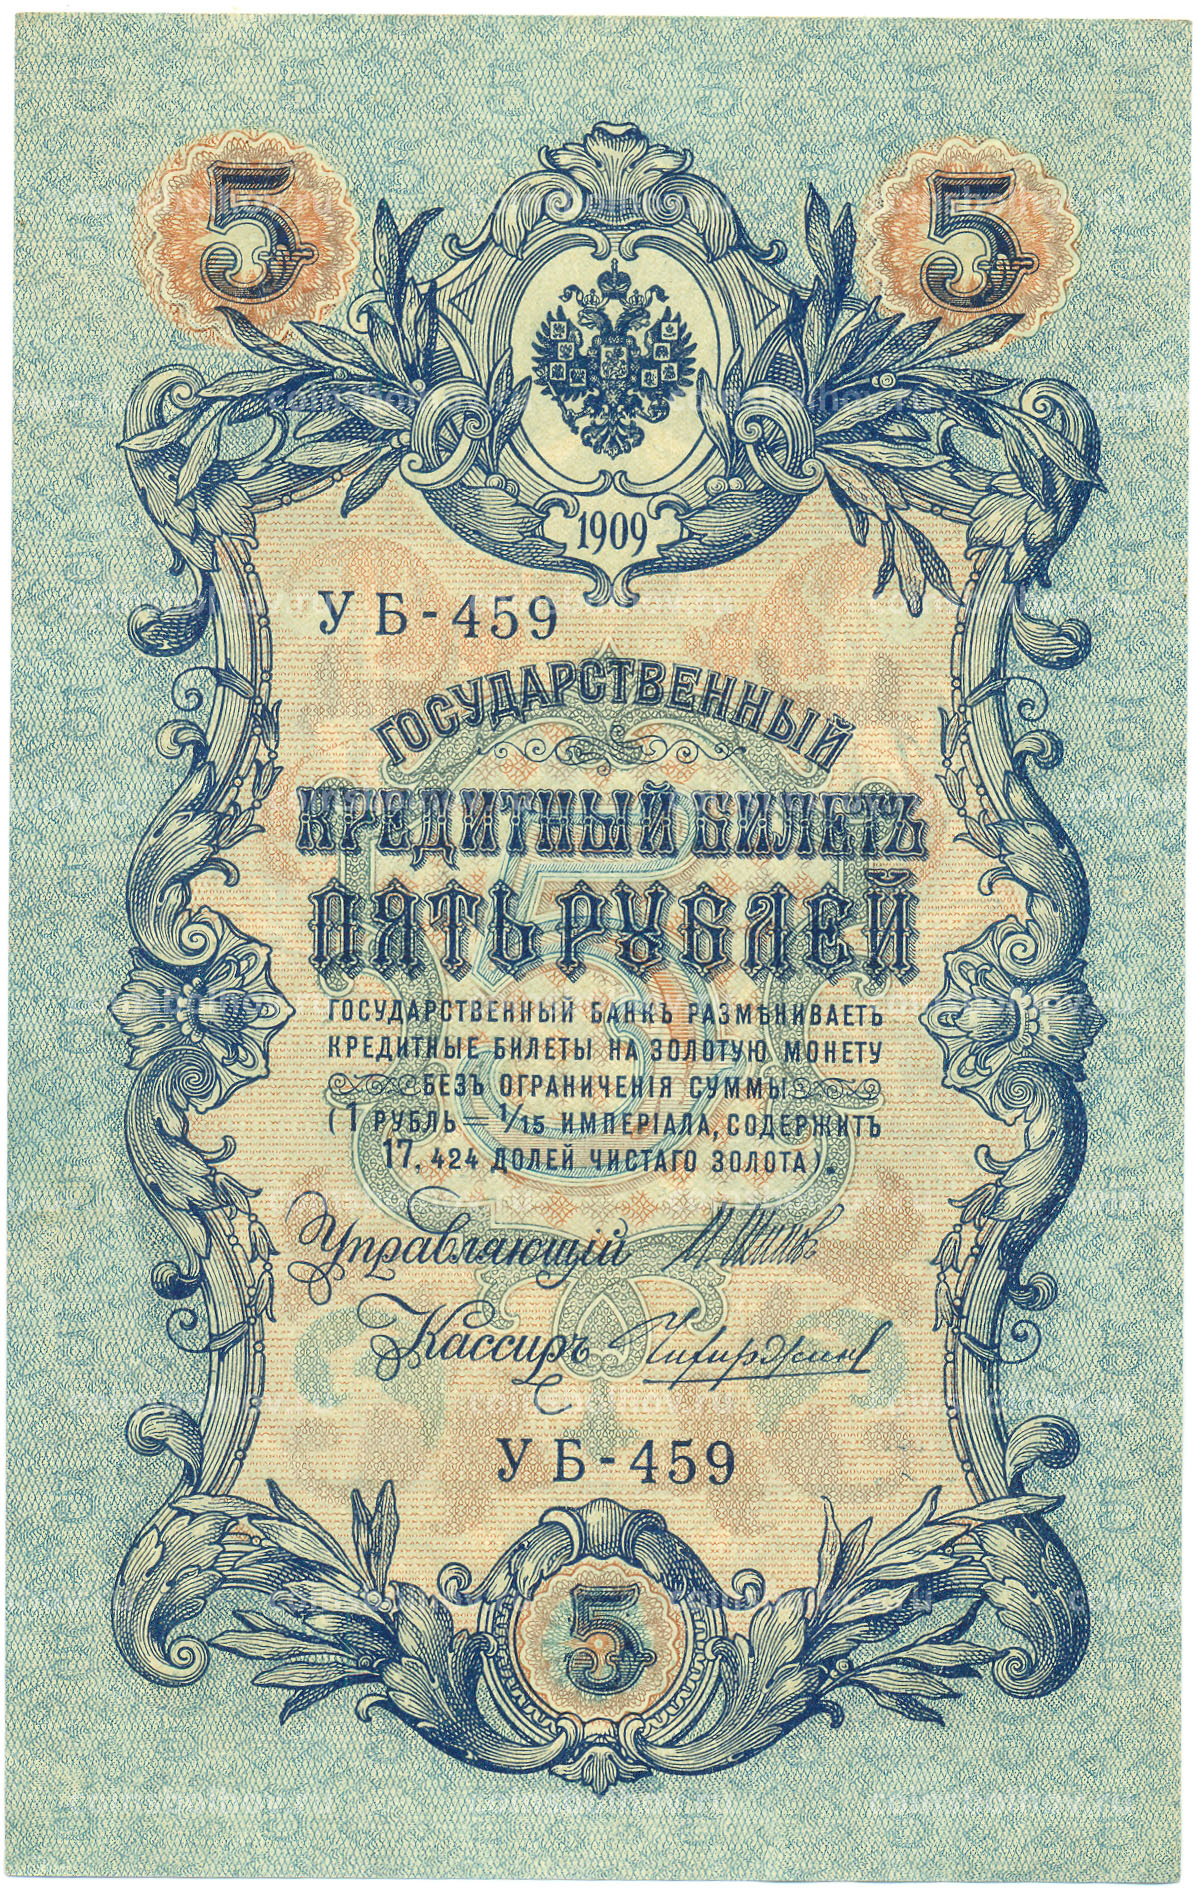 5 5
1909
УБ-459
ГОСУДАРСТВЕННЫЙ
КРЕДИТНЫЙ БИЛЕТЪ
ПЯТЬ РУБЛЕЙ
ГОСУДАРСТВЕННЫЙ БАНКЪ РАЗМѢНИВАЕТЪ
КРЕДИТНЫЕ БИЛЕТЫ НА ЗОЛОТУЮ МОНЕТУ
БЕЗЪ ОГРАНИЧЕНІЯ СУММЫ
(1 РУБЛЬ = 1/15 ИМПЕРІАЛА, СОДЕРЖИТЪ
17,424 ДОЛЕЙ ЧИСТАГО ЗОЛОТА).
Управляющій
Кассиръ
УБ-459
5